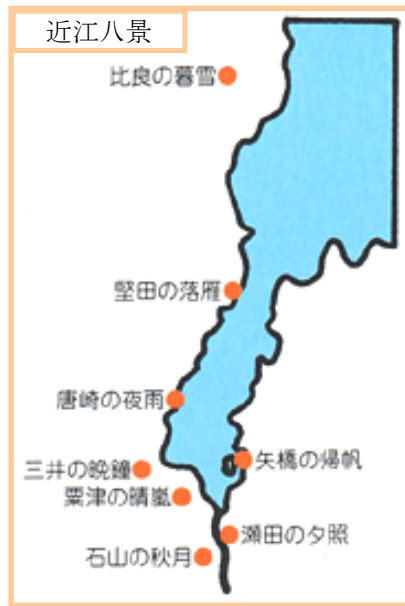 近江八景
比良の暮雪
堅田の落雁
唐崎の夜雨
矢橋の帰帆
三井の晩鐘
粟津の晴嵐
瀬田の夕照
石山の秋月